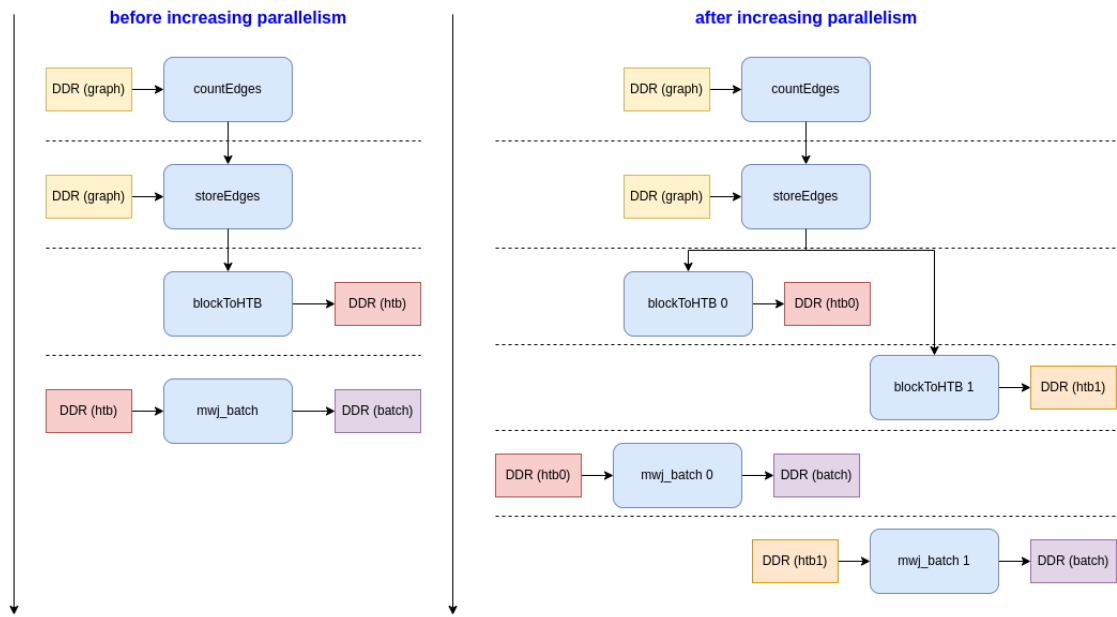 before increasing parallelism
DDR (graph)
countEdges
DDR (graph)
storeEdges
blockToHTB
DDR (htb)
DDR (htb)
mwj_batch
DDR (batch)
after increasing parallelism
DDR (graph)
countEdges
DDR (graph)
storeEdges
blockToHTB 0
DDR (htb0)
blockToHTB 1
DDR (htb1)
DDR (htb0)
mwj_batch 0
DDR (batch)
DDR (htb1)
mwj_batch 1
DDR (batch)